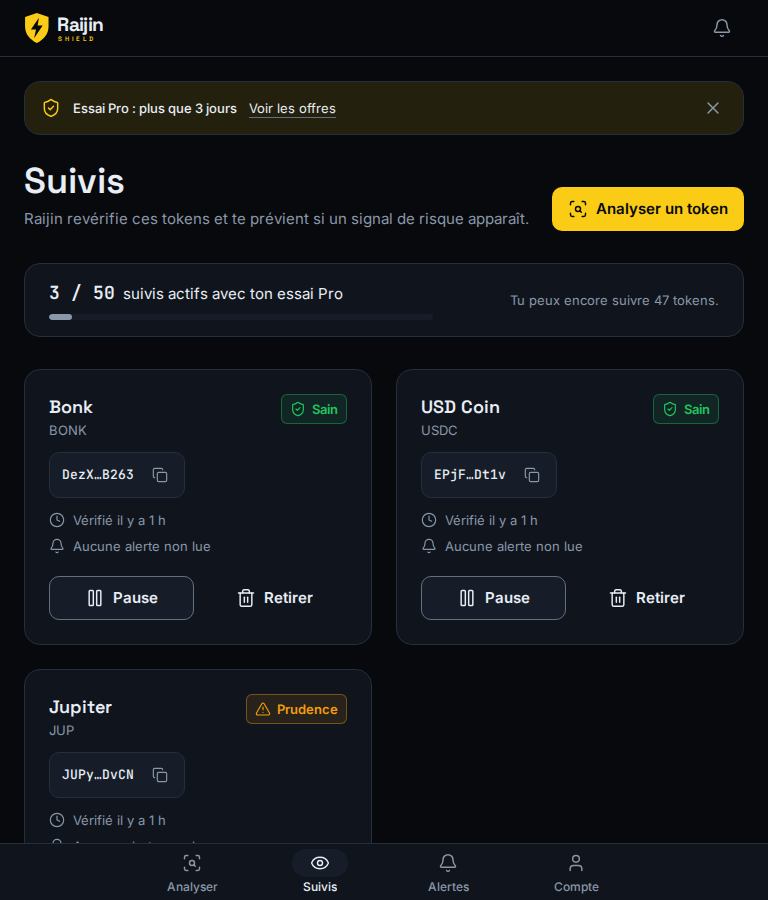 Raijin
SHIELD
Essai Pro : plus que 3 jours Voir les offres
Suivis
Raijin revérifie ces tokens et te prévient si un signal de risque apparaît.
Analyser un token
3 / 50 suivis actifs avec ton essai Pro
Tu peux encore suivre 47 tokens.
Bonk
Sain
BONK
DezX…B263
Vérifié il y a 1 h
Aucune alerte non lue
Pause
Retirer
USD Coin
Sain
USDC
EPjF…Dt1v
Vérifié il y a 1 h
Aucune alerte non lue
Pause
Retirer
Jupiter
Prudence
JUP
JUPy…DvCN
Vérifié il y a 1 h
Analyser
Suivis
Alertes
Compte